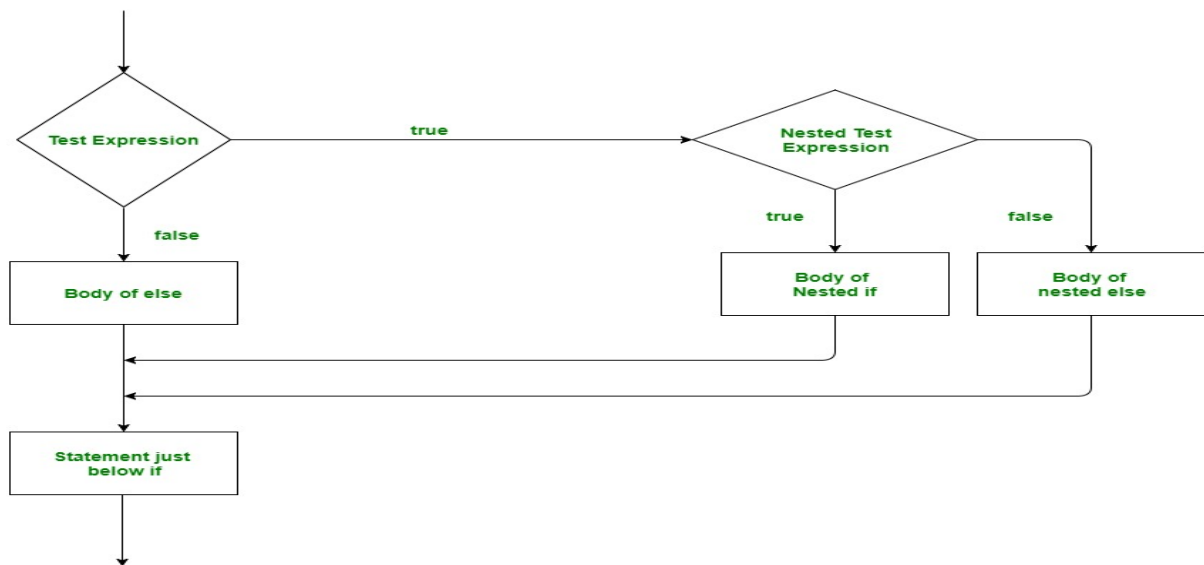 Test Expression
true
Nested Test
Expression
false
true
false
Body of else
Body of
Nested if
Body of
nested else
Statement just
below if